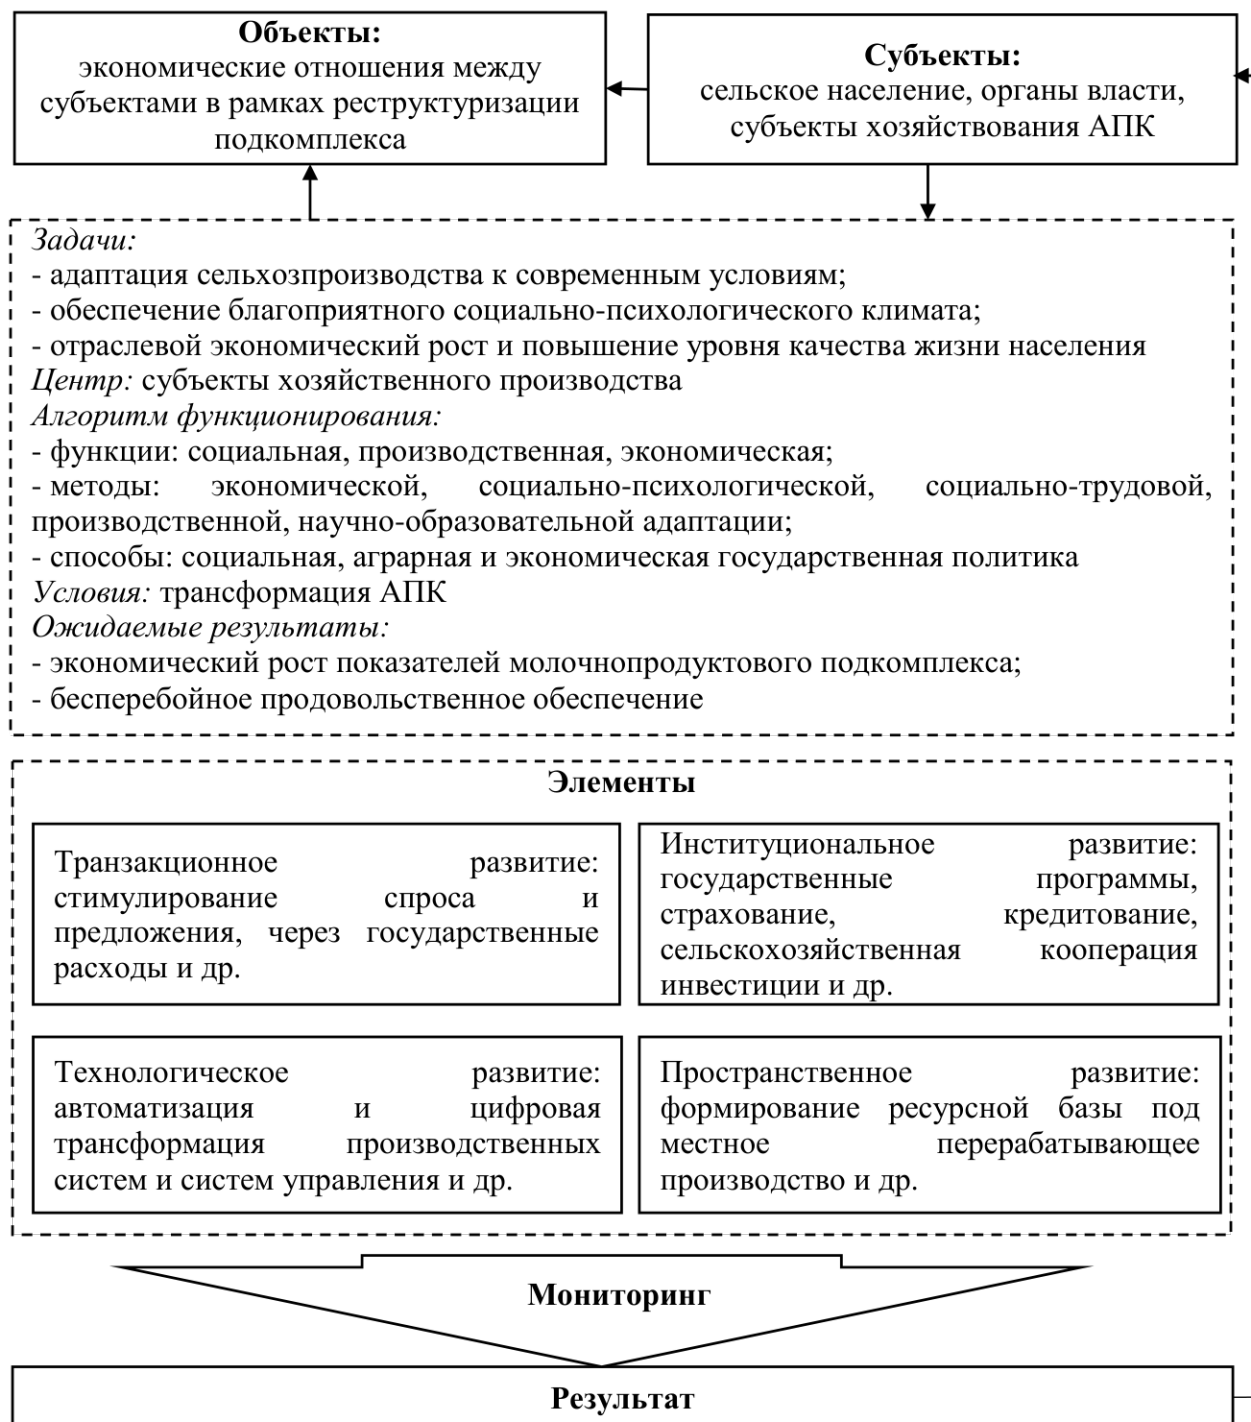 Объекты:
экономические отношения между
субъектами в рамках реструктуризации
подкомплекса
Субъекты:
сельское население, органы власти,
субъекты хозяйствования АПК
Задачи:
- адаптация сельхозпроизводства к современным условиям;
- обеспечение благоприятного социально-психологического климата;
- отраслевой экономический рост и повышение уровня качества жизни населения
Центр: субъекты хозяйственного производства
Алгоритм функционирования:
- функции: социальная, производственная, экономическая;
- методы: экономической, социально-психологической, социально-трудовой,
производственной, научно-образовательной адаптации;
- способы: социальная, аграрная и экономическая государственная политика
Условия: трансформация АПК
Ожидаемые результаты:
- экономический рост показателей молочнопродуктового подкомплекса;
- бесперебойное продовольственное обеспечение
Элементы
Транзакционное развитие:
стимулирование спроса и
предложения, через государственные
расходы и др.
Институциональное развитие:
государственные программы,
страхование, кредитование,
сельскохозяйственная кооперация
инвестиции и др.
Технологическое развитие:
автоматизация и цифровая
трансформация производственных
систем и систем управления и др.
Пространственное развитие:
формирование ресурсной базы под
местное перерабатывающее
производство и др.
Мониторинг
Результат